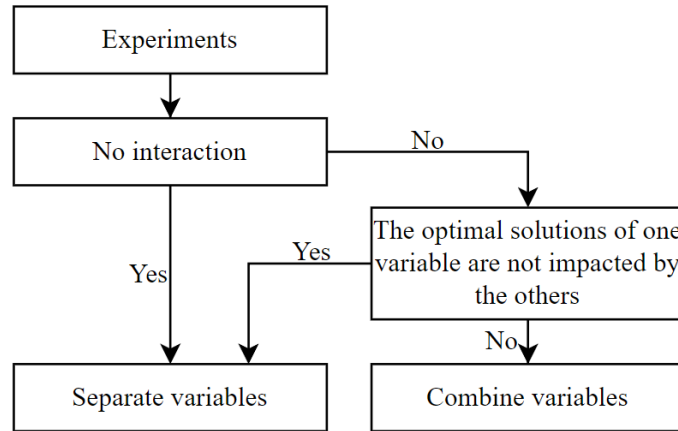 Experiments
No interaction
No
The optimal solutions of one
variable are not impacted by
the others
Yes
Yes
No
Separate variables
Combine variables